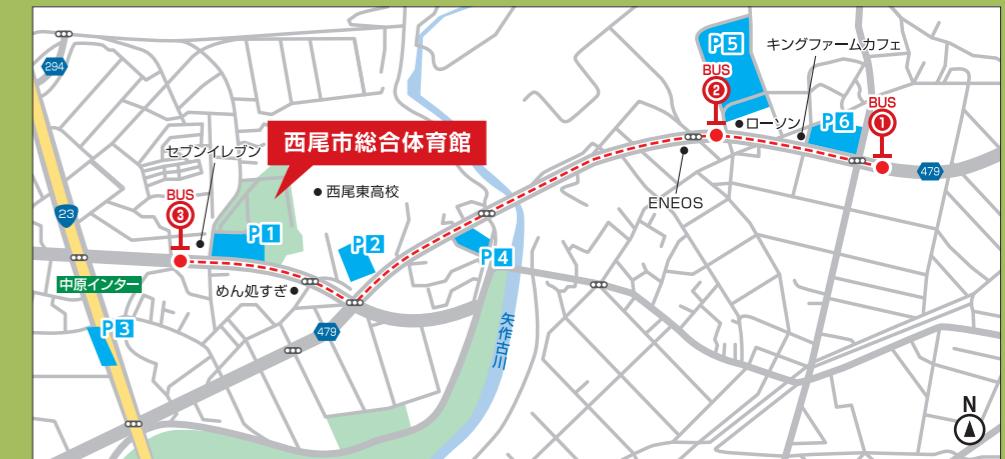 294
P5
キングファームカフェ
BUS
②
BUS
①
ローソン
P6
西尾市総合体育館
セブンイレブン
西尾東高校
479
ENEOS
BUS
③
23
P1
P2
P4
中原インター
めん処すぎ
P3
479
矢作古川
N